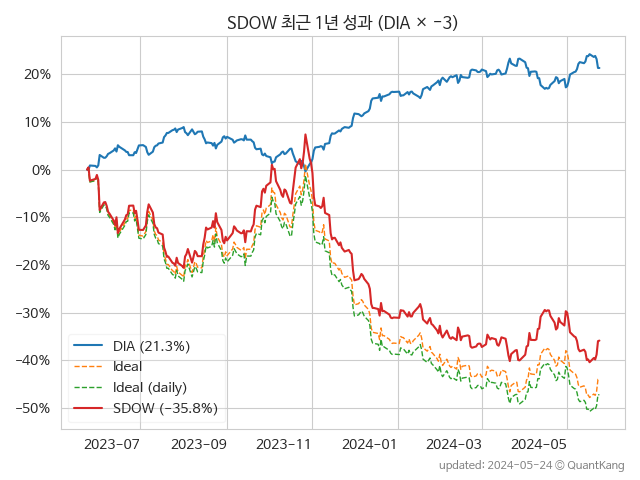 SDOW 최근 1년 성과 (DIA × −3)
20%
10%
0%
−10%
−20%
−30%
−40%
−50%
DIA (21.3%)
Ideal
Ideal (daily)
SDOW (−35.8%)
2023−07 2023−09 2023−11 2024−01 2024−03 2024−05
updated: 2024-05-24 © QuantKang